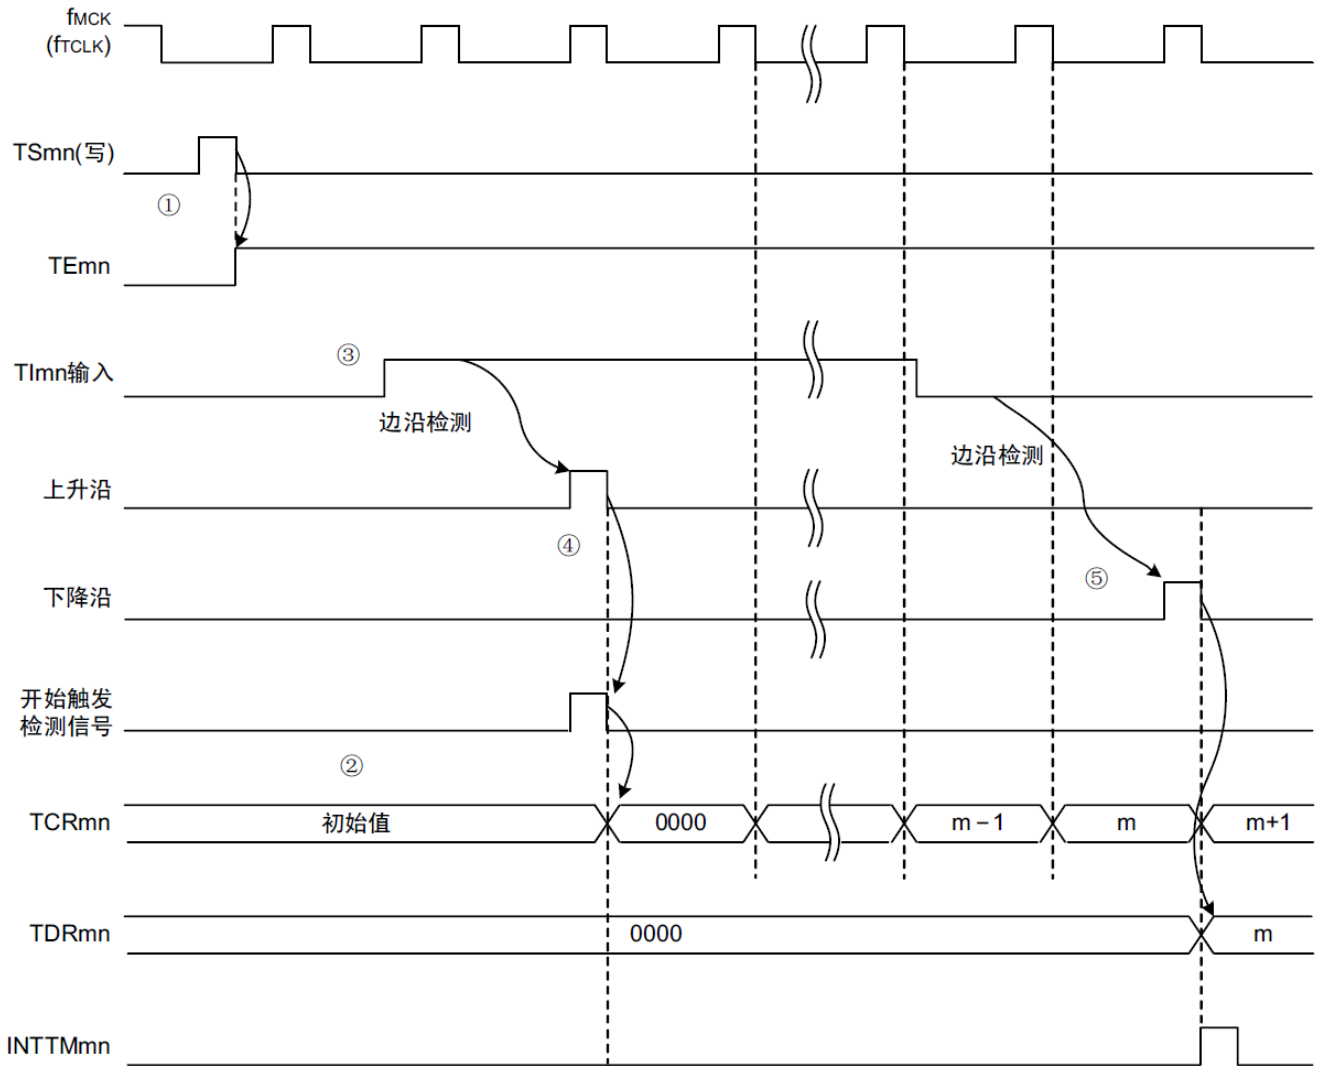 fMCK
(fTCLK)
TSmn(写)
①
TEmn
③
TImn输入
边沿检测
边沿检测
上升沿
④
⑤
下降沿
开始触发
检测信号
②
TCRmn
初始值
0000
m－1
m
m+1
TDRmn
0000
m
INTTMmn